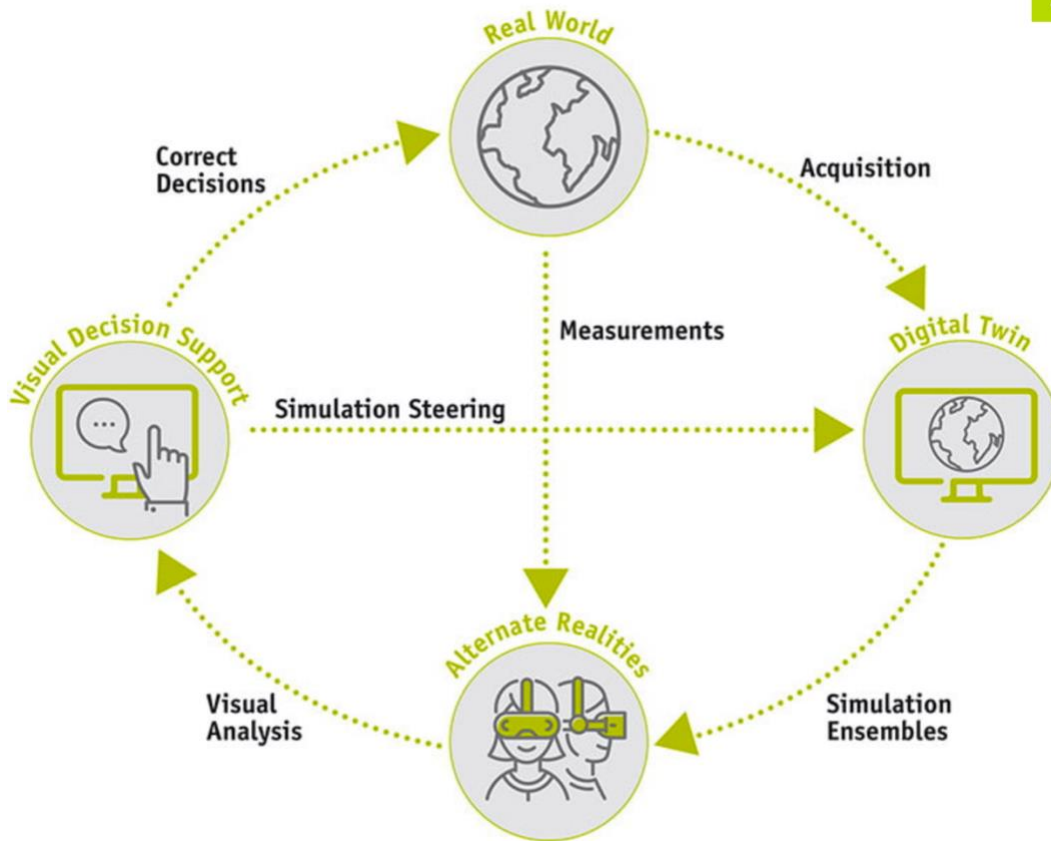 Real World
Correct
Decisions
Acquisition
Measurements
Visual Decision Support
Digital Twin
Simulation Steering
Alternate Realities
Visual
Analysis
Simulation
Ensembles